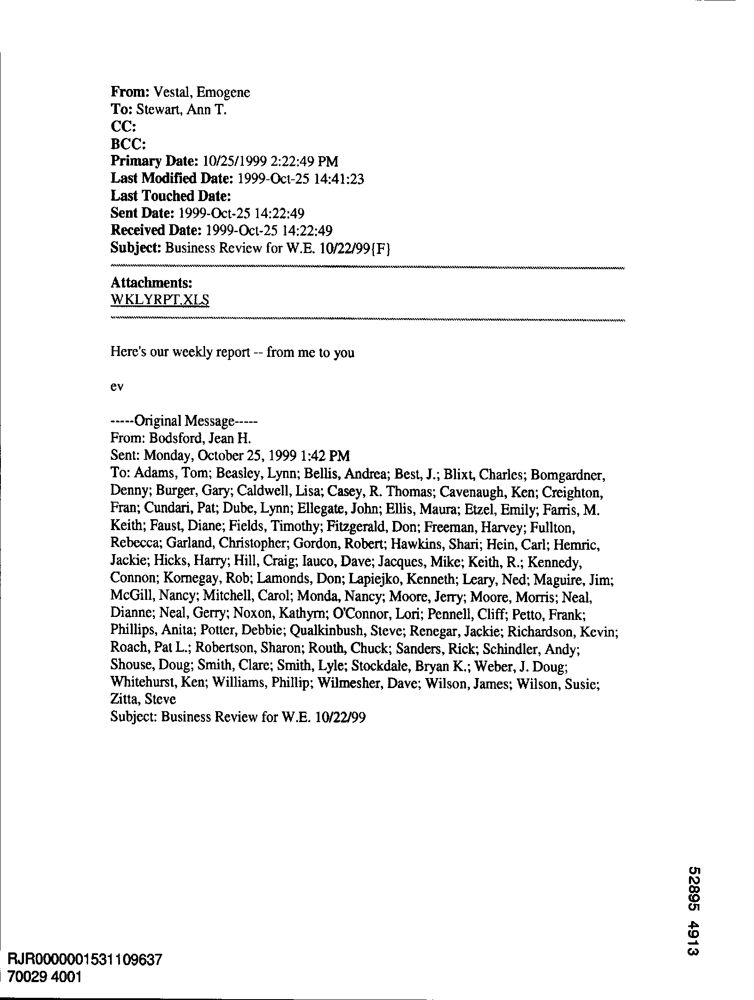 From: Vestal, Emogene
To: Stewart, Ann T.
CC:
BCC:
Primary Date: 10/25/1999 2:22:49 PM
Last Modified Date: 1999-Oct-25 14:41:23
Last Touched Date:
Sent Date: 1999-Oct-25 14:22:49
Received Date: 1999-Oct-25 14:22:49
Subject: Business Review for W.E. 10/22/99{F}
Attachments:
WKLYRPT.XLS
Here's our weekly report -- from me to you
ev
-----Original Message-----
From: Bodsford, Jean H.
Sent: Monday, October 25, 1999 1:42 PM
To: Adams, Tom; Beasley, Lynn; Bellis, Andrea; Best, J.; Blixt, Charles; Bomgardner,
Denny; Burger, Gary; Caldwell, Lisa; Casey, R. Thomas; Cavenaugh, Ken; Creighton,
Fran; Cundari, Pat; Dube, Lynn; Ellegate, John; Ellis, Maura; Etzel, Emily; Farris, M.
Keith; Faust, Diane; Fields, Timothy; Fitzgerald, Don; Freeman, Harvey; Fullton,
Rebecca; Garland, Christopher; Gordon, Robert; Hawkins, Shari; Hein, Carl; Hemric,
Jackie; Hicks, Harry; Hill, Craig; Iauco, Dave; Jacques, Mike; Keith, R.; Kennedy,
Connon; Kornegay, Rob; Lamonds, Don; Lapiejko, Kenneth; Leary, Ned; Maguire, Jim;
McGill, Nancy; Mitchell, Carol; Monda, Nancy; Moore, Jerry; Moore, Morris; Neal,
Dianne; Neal, Gerry; Noxon, Kathyrn; O'Connor, Lori; Pennell, Cliff; Petto, Frank;
Phillips, Anita; Potter, Debbie; Qualkinbush, Steve; Renegar, Jackie; Richardson, Kevin;
Roach, Pat L.; Robertson, Sharon; Routh, Chuck; Sanders, Rick; Schindler, Andy;
Shouse, Doug; Smith, Clare; Smith, Lyle; Stockdale, Bryan K.; Weber, J. Doug;
Whitehurst, Ken; Williams, Phillip; Wilmesher, Dave; Wilson, James; Wilson, Susie;
Zitta, Steve
Subject: Business Review for W.E. 10/22/99
52895 4913
RJR0000001531109637
70029 4001